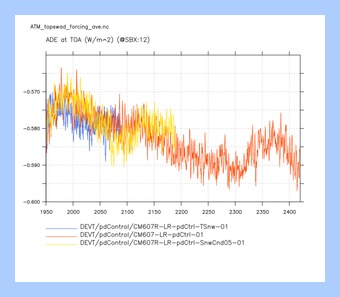 ATM_topswad_forcing_ave.nc
ADE at TOA (W/m^2) (@SBX:12)
-0.570
-0.580
-0.590
-0.600
1950 2000 2050 2100 2150 2200 2250 2300 2350 2400
DEVT/pdControl/CM607R-LR-pdCtrl-TSnw-01
DEVT/pdControl/CM607-LR-pdCtrl-01
DEVT/pdControl/CM607R-LR-pdCtrl-SnwCnd05-01